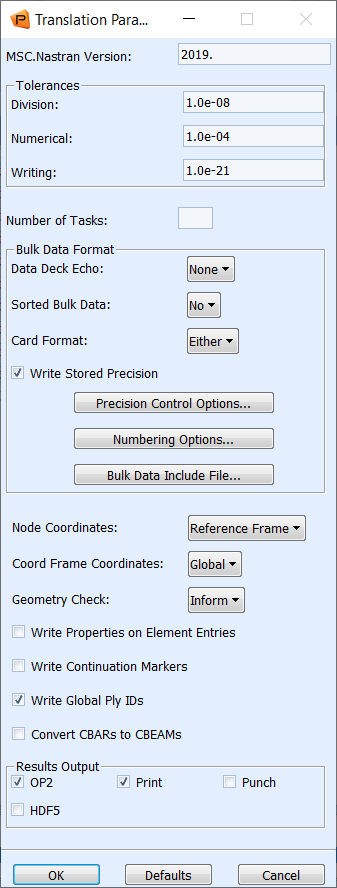 Translation Para...
MSC.Nastran Version: 2019.
Tolerances
Division: 1.0e-08
Numerical: 1.0e-04
Writing: 1.0e-21
Number of Tasks:
Bulk Data Format
Data Deck Echo: None
Sorted Bulk Data: No
Card Format: Either
Write Stored Precision
Precision Control Options...
Numbering Options...
Bulk Data Include File...
Node Coordinates: Reference Frame
Coord Frame Coordinates: Global
Geometry Check: Inform
Write Properties on Element Entries
Write Continuation Markers
Write Global Ply IDs
Convert CBARs to CBEAMs
Results Output
OP2 Print Punch
HDF5
OK Defaults Cancel